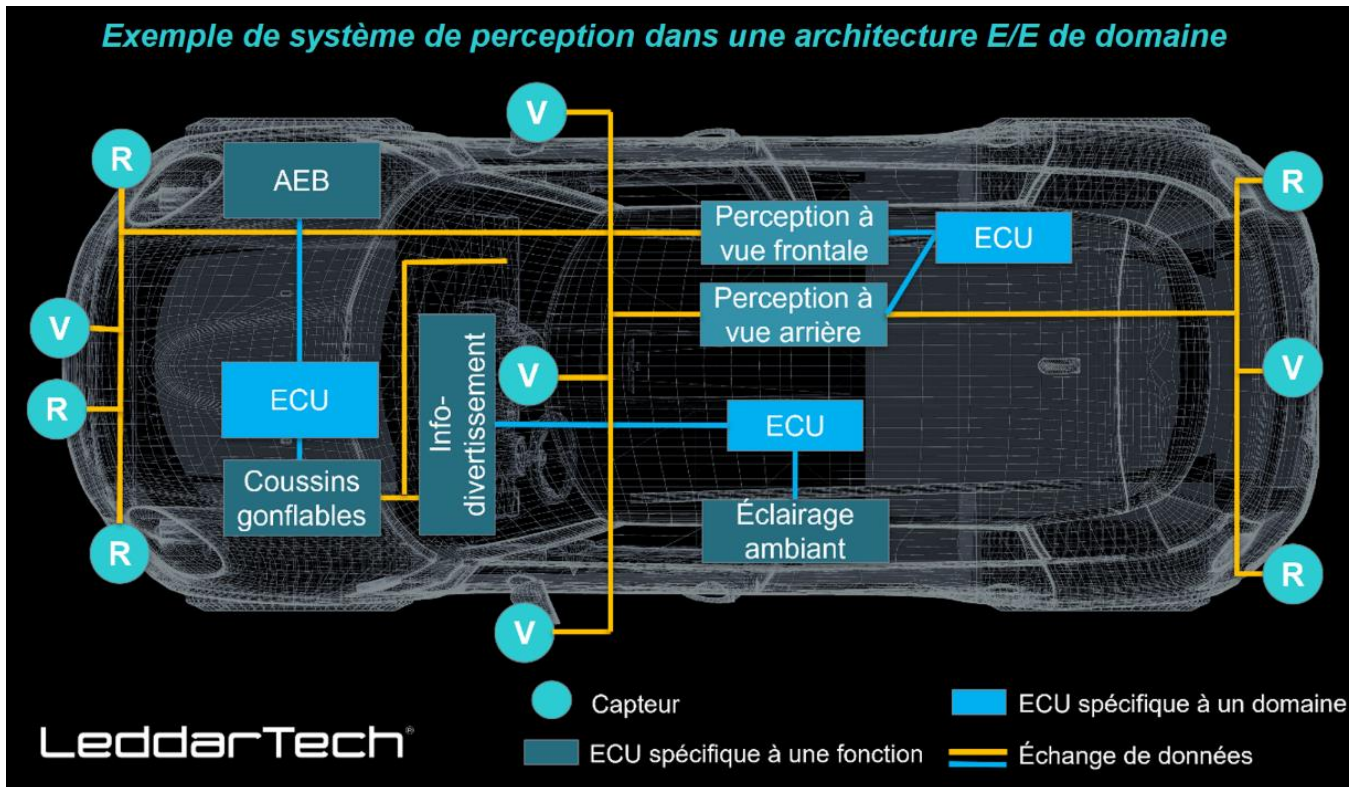 Exemple de système de perception dans une architecture E/E de domaine
V
R
R
AEB
Perception à
vue frontale
ECU
Perception à
vue arrière
V
V
V
ECU
Info-
divertissement
R
ECU
Coussins
gonflables
Éclairage
ambiant
R
R
V
Capteur
ECU spécifique à un domaine
LeddarTech®
ECU spécifique à une fonction
Échange de données